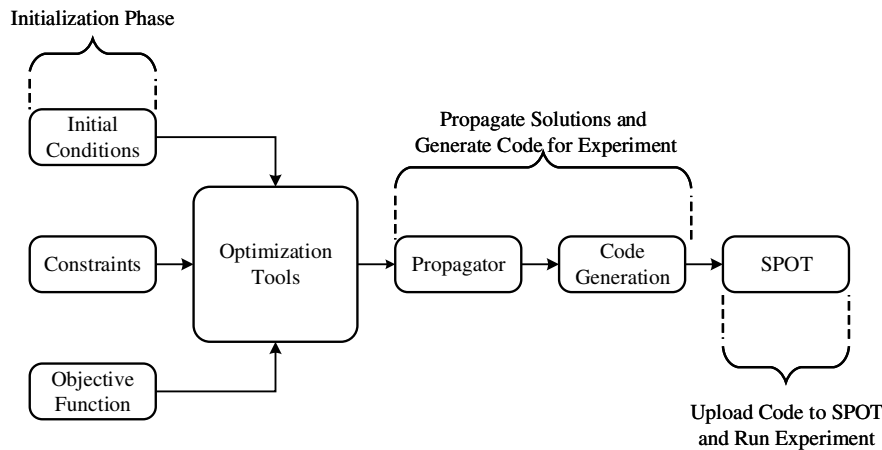 Initialization Phase
Initial
Conditions
Propagate Solutions and
Generate Code for Experiment
Constraints
Optimization
Tools
Propagator
Code
Generation
SPOT
Objective
Function
Upload Code to SPOT
and Run Experiment